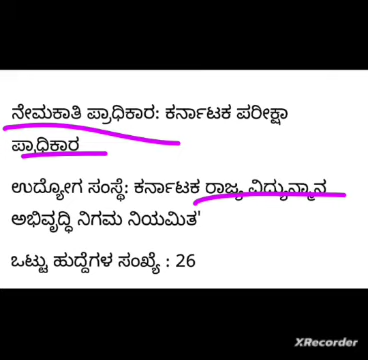 ನೇಮಕಾತಿ ಪ್ರಾಧಿಕಾರ: ಕರ್ನಾಟಕ ಪರೀಕ್ಷಾ
ಪ್ರಾಧಿಕಾರ
ಉದ್ಯೋಗ ಸಂಸ್ಥೆ: ಕರ್ನಾಟಕ ರಾಜ್ಯ ವಿದ್ಯುನ್ಮಾನ
ಅಭಿವೃದ್ಧಿ ನಿಗಮ ನಿಯಮಿತ'
ಒಟ್ಟು ಹುದ್ದೆಗಳ ಸಂಖ್ಯೆ : 26
XRecorder